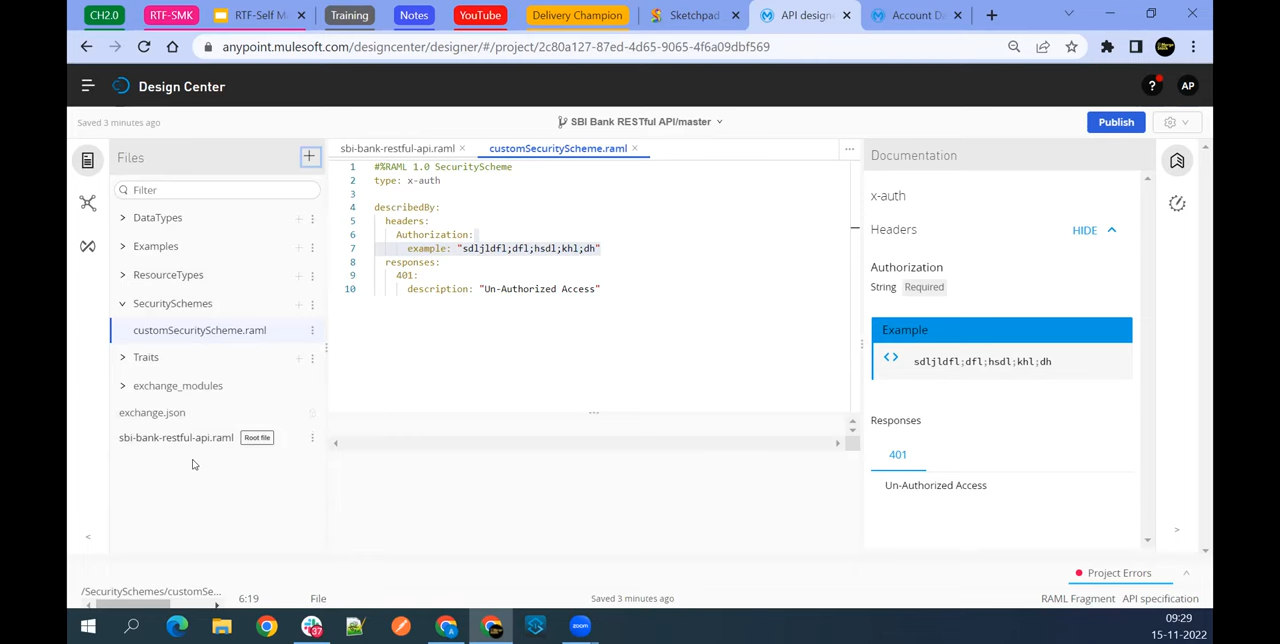 CH2.0
RTF-SMK
RTF-Self M
Training
Notes
YouTube
Delivery Champion
Sketchpad
API designe
Account Da
anypoint.mulesoft.com/designcenter/designer/#/project/2c80a127-87ed-4d65-9065-4f6a09dbf569
Design Center
?
AP
Saved 3 minutes ago
SBI Bank RESTful API/master
Publish
Files
sbi-bank-restful-api.raml
customSecurityScheme.raml
Documentation
Filter
DataTypes
Examples
ResourceTypes
SecuritySchemes
customSecurityScheme.raml
Traits
exchange_modules
exchange.json
sbi-bank-restful-api.raml
Root file
1 #%RAML 1.0 SecurityScheme
2 type: x-auth
3
4 describedBy:
5 headers:
6 Authorization:
7 example: "sdljldfl;dfl;hsdl;khl;dh"
8 responses:
9 401:
10 description: "Un-Authorized Access"
x-auth
Headers
HIDE
Authorization
String Required
Example
sdljldfl;dfl;hsdl;khl;dh
Responses
401
Un-Authorized Access
Project Errors
/SecuritySchemes/customSe...
6:19
File
Saved 3 minutes ago
RAML Fragment
API specification
37
A
zoom
09:29
15-11-2022